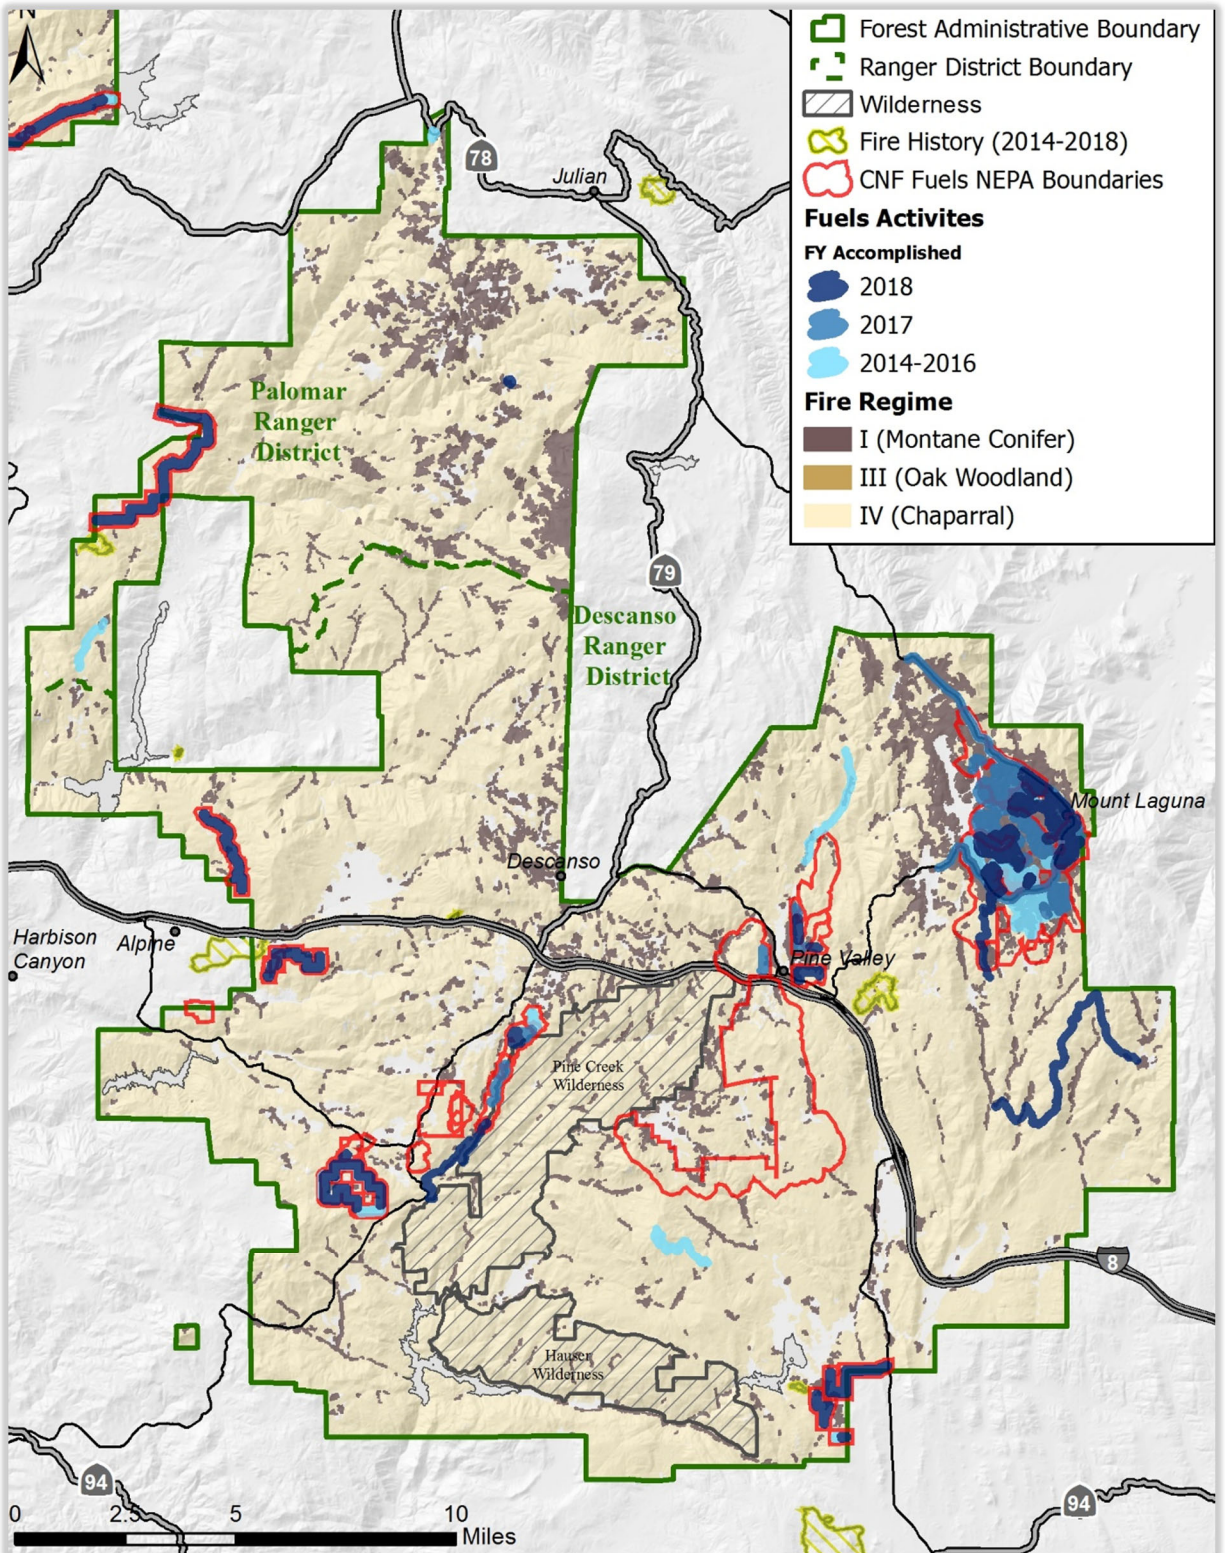 N
Forest Administrative Boundary
Ranger District Boundary
Wilderness
Fire History (2014-2018)
CNF Fuels NEPA Boundaries
Fuels Activites
FY Accomplished
2018
2017
2014-2016
Fire Regime
I (Montane Conifer)
III (Oak Woodland)
IV (Chaparral)
78
Julian
Palomar
Ranger
District
79
Descanso
Ranger
District
Mount Laguna
Descanso
Harbison
Canyon
Alpine
Pine Valley
Pine Creek
Wilderness
8
Hauser
Wilderness
94
94
0 2.5 5 10
Miles